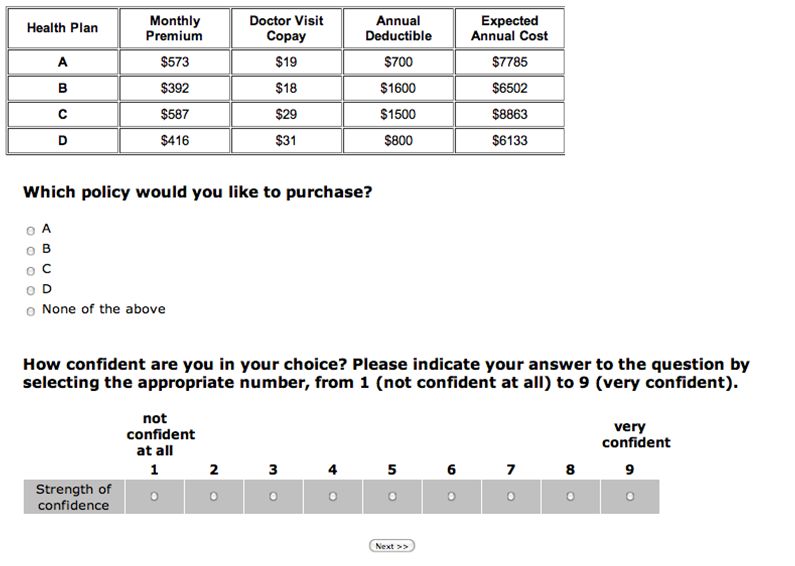 Health Plan Monthly Premium Doctor Visit Copay Annual Deductible Expected Annual Cost
A $573 $19 $700 $7785
B $392 $18 $1600 $6502
C $587 $29 $1500 $8863
D $416 $31 $800 $6133
Which policy would you like to purchase?
A
B
C
D
None of the above
How confident are you in your choice? Please indicate your answer to the question by
selecting the appropriate number, from 1 (not confident at all) to 9 (very confident).
not confident at all very confident
1 2 3 4 5 6 7 8 9
Strength of confidence
Next >>